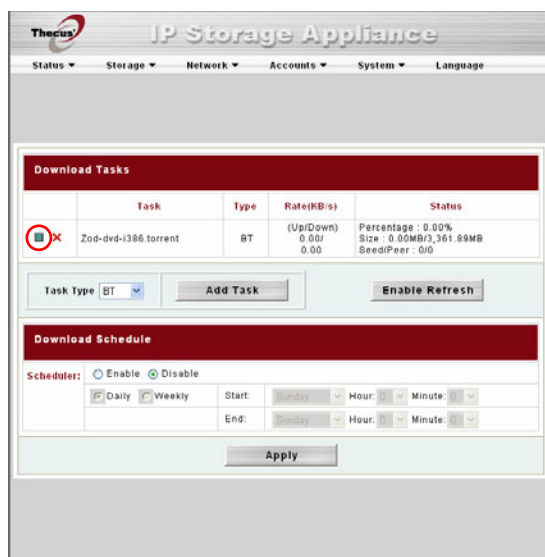 Thecus
IP Storage Appliance
Status Storage Network Accounts System Language
Download Tasks
Task Type Rate(KB/s) Status
Zod-dvd-i386.torrent BT (Up/Down) 0.00/ 0.00 Percentage : 0.00%
Size : 0.00MB/3,361.89MB
Seed/Peer : 0/0
Task Type BT Add Task Enable Refresh
Download Schedule
Scheduler: Enable Disable
Daily Weekly Start: Sunday Hour: 0 Minute: 0
End: Sunday Hour: 0 Minute: 0
Apply